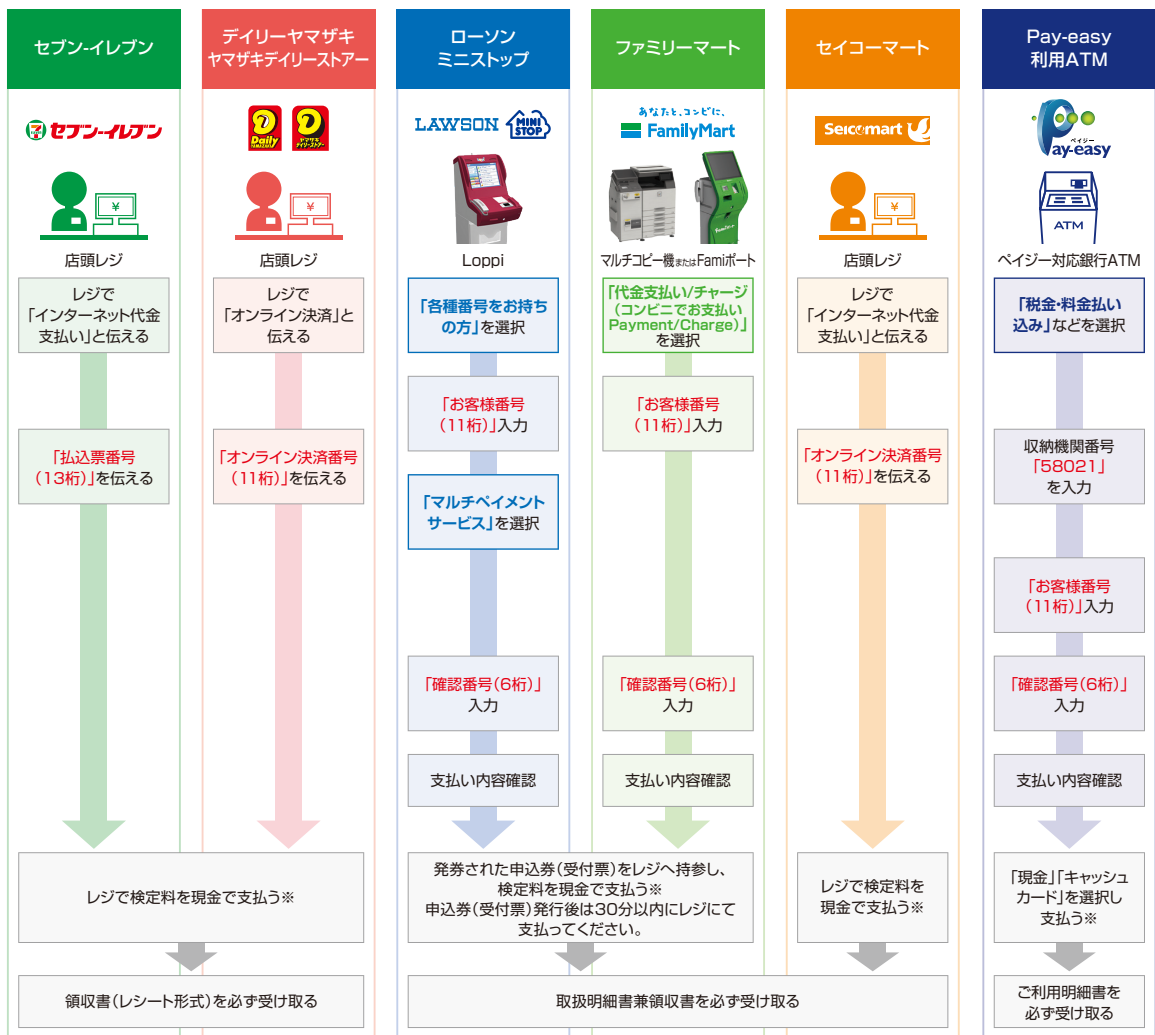 セブン-イレブン
セブン-イレブン
¥
店頭レジ
レジで
「インターネット代金
支払い」と伝える
「払込票番号
(13桁)」を伝える
デイリーヤマザキ
ヤマザキデイリーストアー
Daily
YAMAZAKI
ヤマザキ
デイリーストアー
¥
店頭レジ
レジで
「オンライン決済」と
伝える
「オンライン決済番号
(11桁)」を伝える
レジで検定料を現金で支払う※
領収書(レシート形式)を必ず受け取る
ローソン
ミニストップ
LAWSON
MINI
STOP
Loppi
Loppi
「各種番号をお持ち
の方」を選択
「お客様番号
(11桁)」入力
「マルチペイメント
サービス」を選択
「確認番号(6桁)」
入力
支払い内容確認
ファミリーマート
あなたと、コンビに、
FamilyMart
Famiポート
マルチコピー機またはFamiポート
「代金支払い/チャージ
(コンビニでお支払い
Payment/Charge)」
を選択
「お客様番号
(11桁)」入力
「確認番号(6桁)」
入力
支払い内容確認
発券された申込券(受付票)をレジへ持参し、
検定料を現金で支払う※
申込券(受付票)発行後は30分以内にレジにて
支払ってください。
セイコーマート
Seicomart
¥
店頭レジ
レジで
「インターネット代金
支払い」と伝える
「オンライン決済番号
(11桁)」を伝える
レジで検定料を
現金で支払う※
取扱明細書兼領収書を必ず受け取る
Pay-easy
利用ATM
ペイジー
Pay-easy
ATM
ペイジー対応銀行ATM
「税金・料金払い
込み」などを選択
収納機関番号
「58021」
を入力
「お客様番号
(11桁)」入力
「確認番号(6桁)」
入力
支払い内容確認
「現金」「キャッシュ
カード」を選択し
支払う※
ご利用明細書を
必ず受け取る